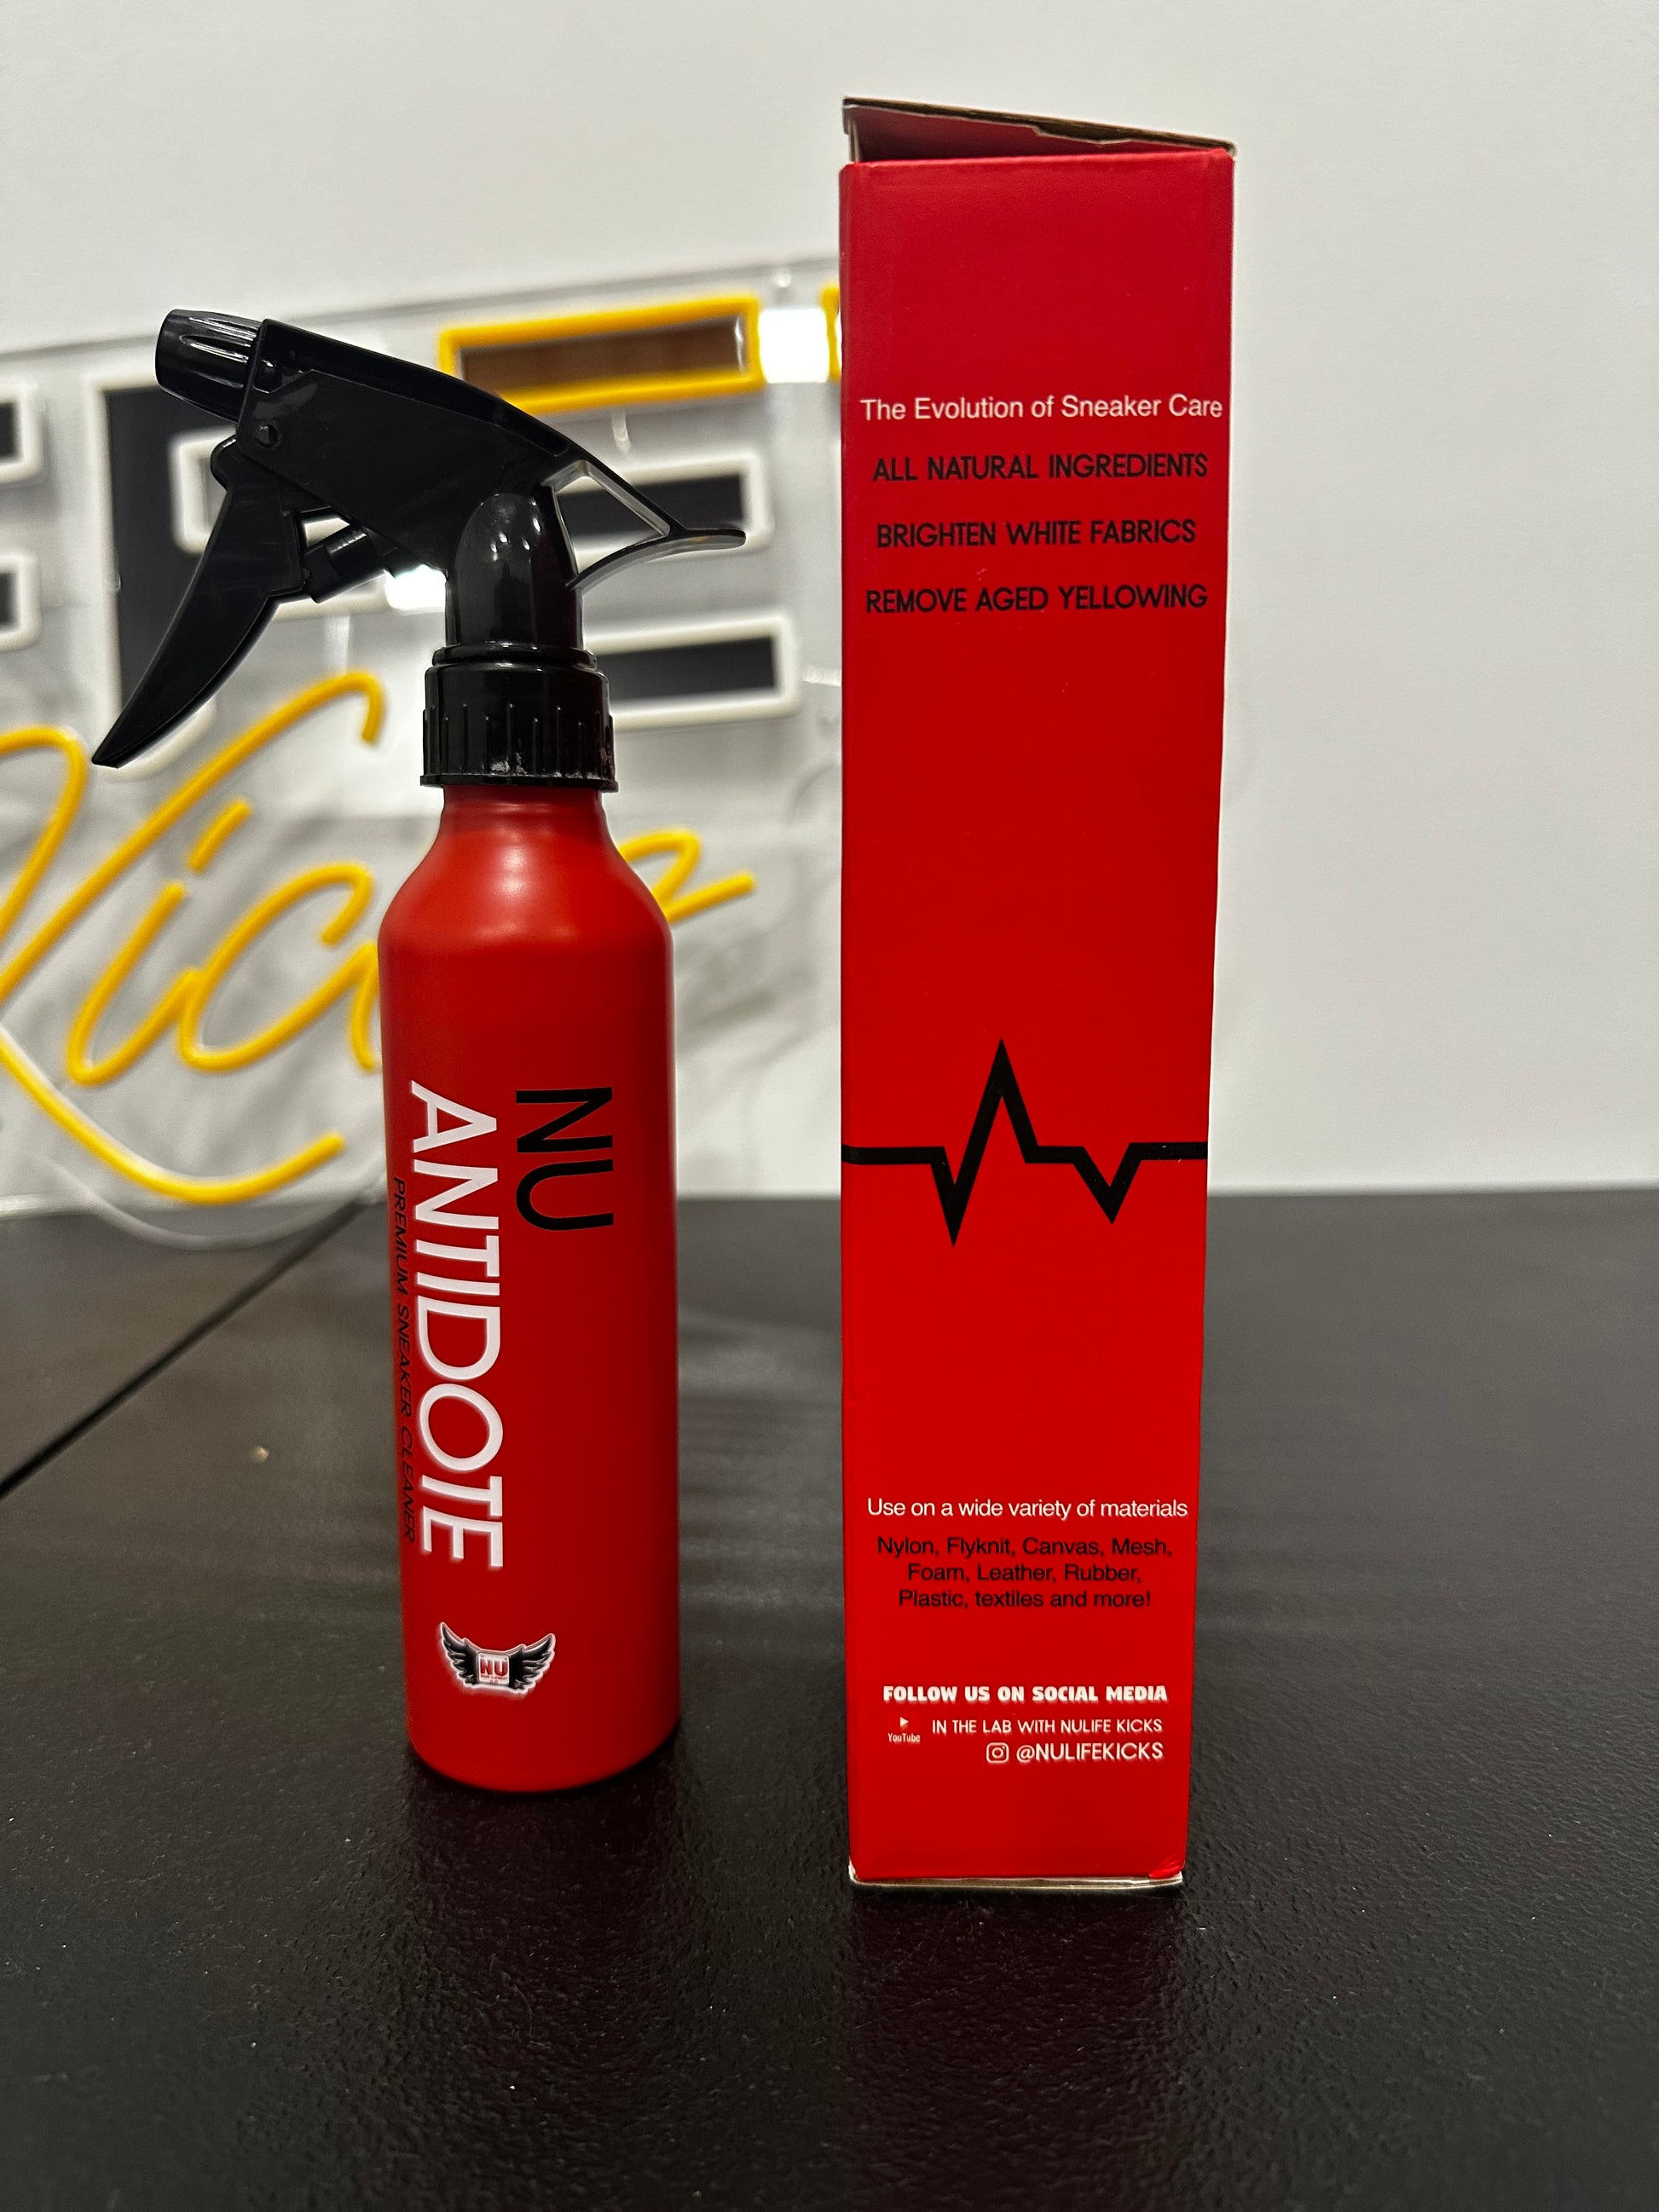 NU
ANTIDOTE
PREMIUM SNEAKER CLEANER
NU
The Evolution of Sneaker Care
ALL NATURAL INGREDIENTS
BRIGHTEN WHITE FABRICS
REMOVE AGED YELLOWING
Use on a wide variety of materials
Nylon, Flyknit, Canvas, Mesh,
Foam, Leather, Rubber,
Plastic, textiles and more!
FOLLOW US ON SOCIAL MEDIA
YouTube IN THE LAB WITH NULIFE KICKS
@NULIFEKICKS